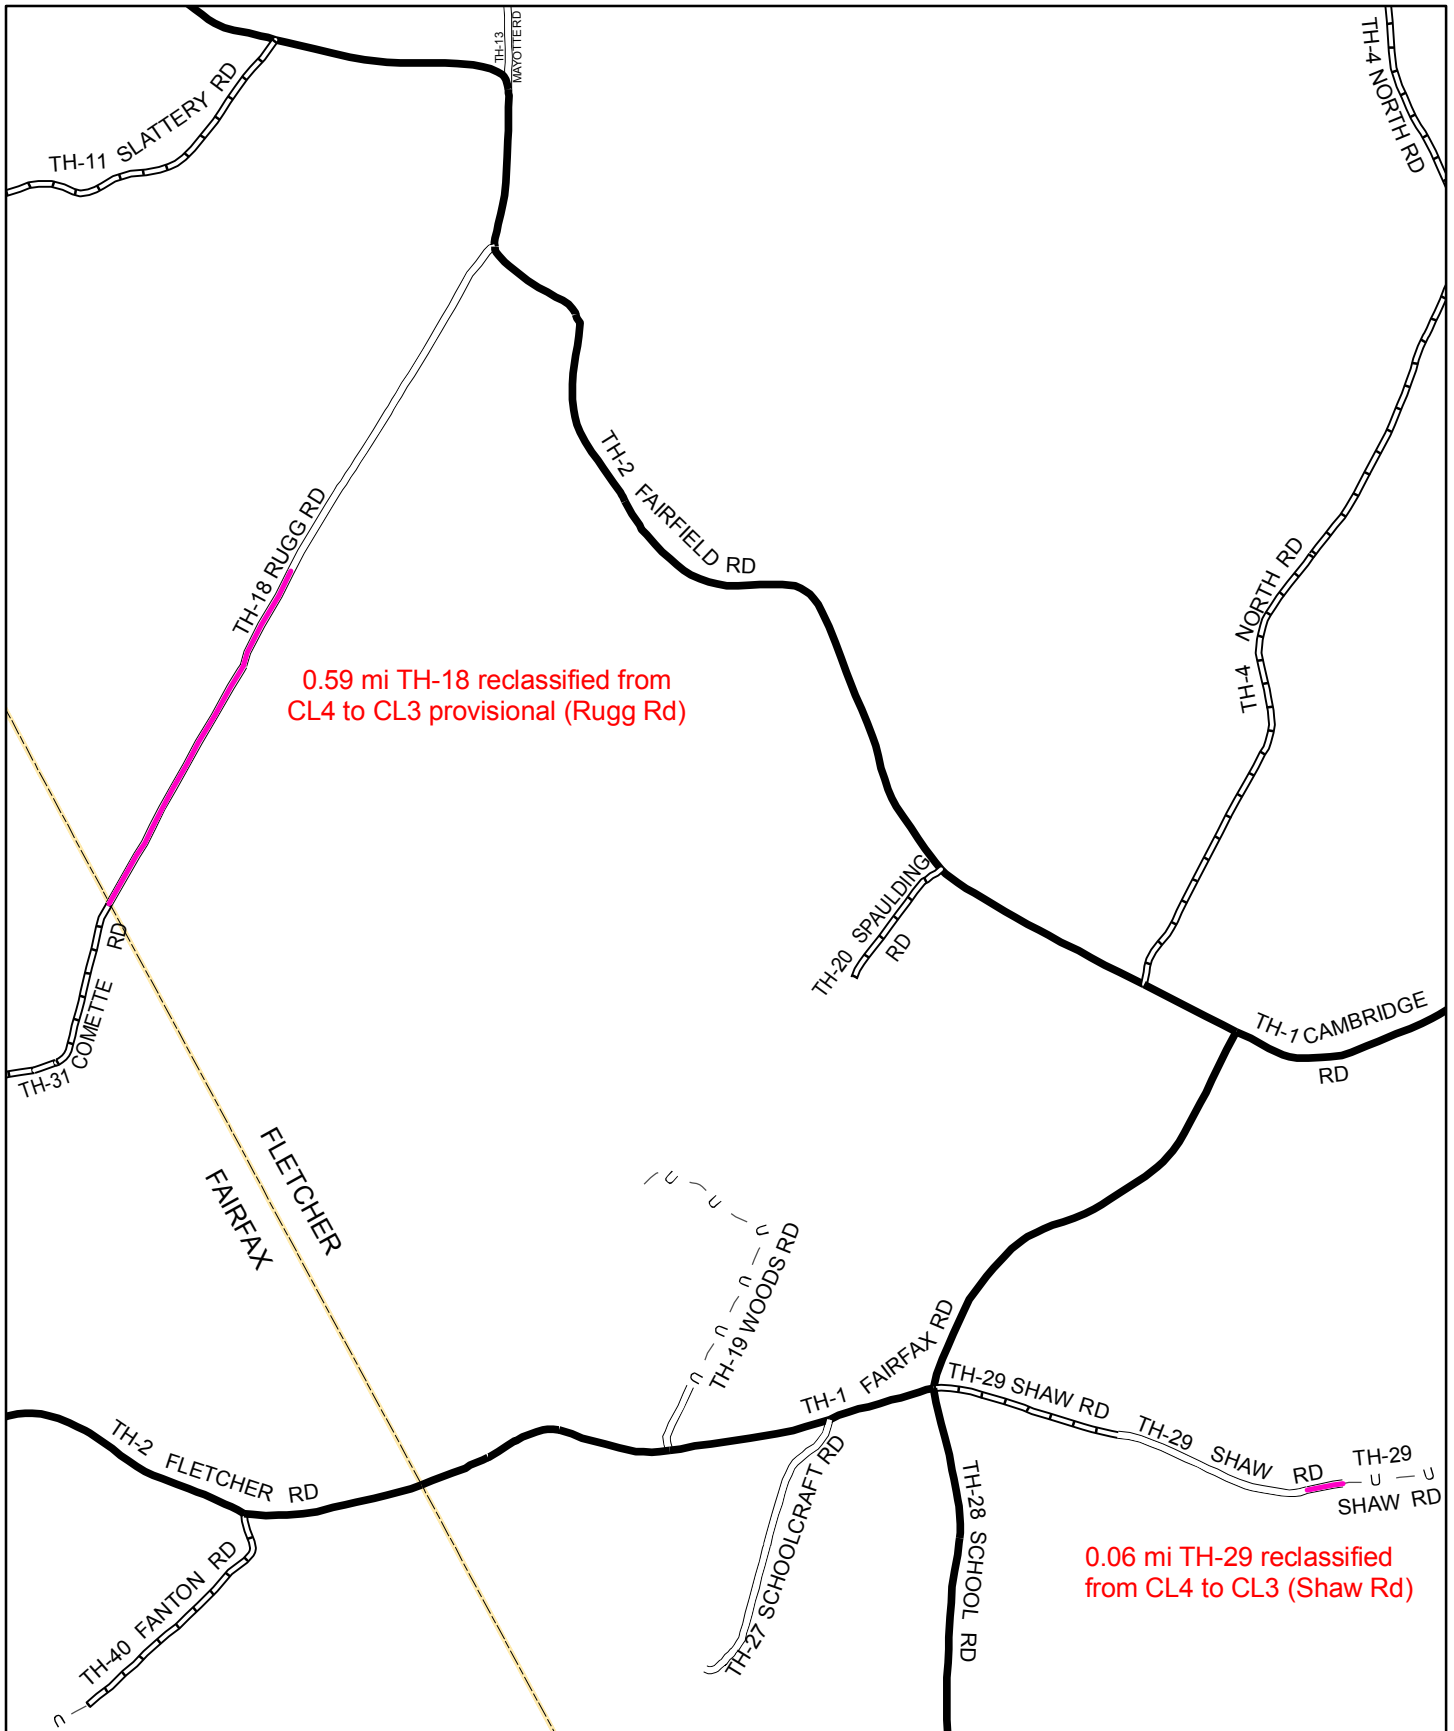 TH-13
MAYOTTE RD
TH-4 NORTH RD
TH-11 SLATTERY RD
TH-2 FAIRFIELD RD
TH-18 RUGG RD
0.59 mi TH-18 reclassified from
CL4 to CL3 provisional (Rugg Rd)
TH-4 NORTH RD
TH-20 SPAULDING
RD
TH-31 COMETTE RD
TH-1 CAMBRIDGE
RD
FLETCHER
FAIRFAX
TH-19 WOODS RD
TH-1 FAIRFAX RD
TH-29 SHAW RD
TH-29 SHAW RD
TH-29
SHAW RD
TH-2 FLETCHER RD
TH-27 SCHOOLCRAFT RD
TH-28 SCHOOL RD
0.06 mi TH-29 reclassified
from CL4 to CL3 (Shaw Rd)
TH-40 FANTON RD